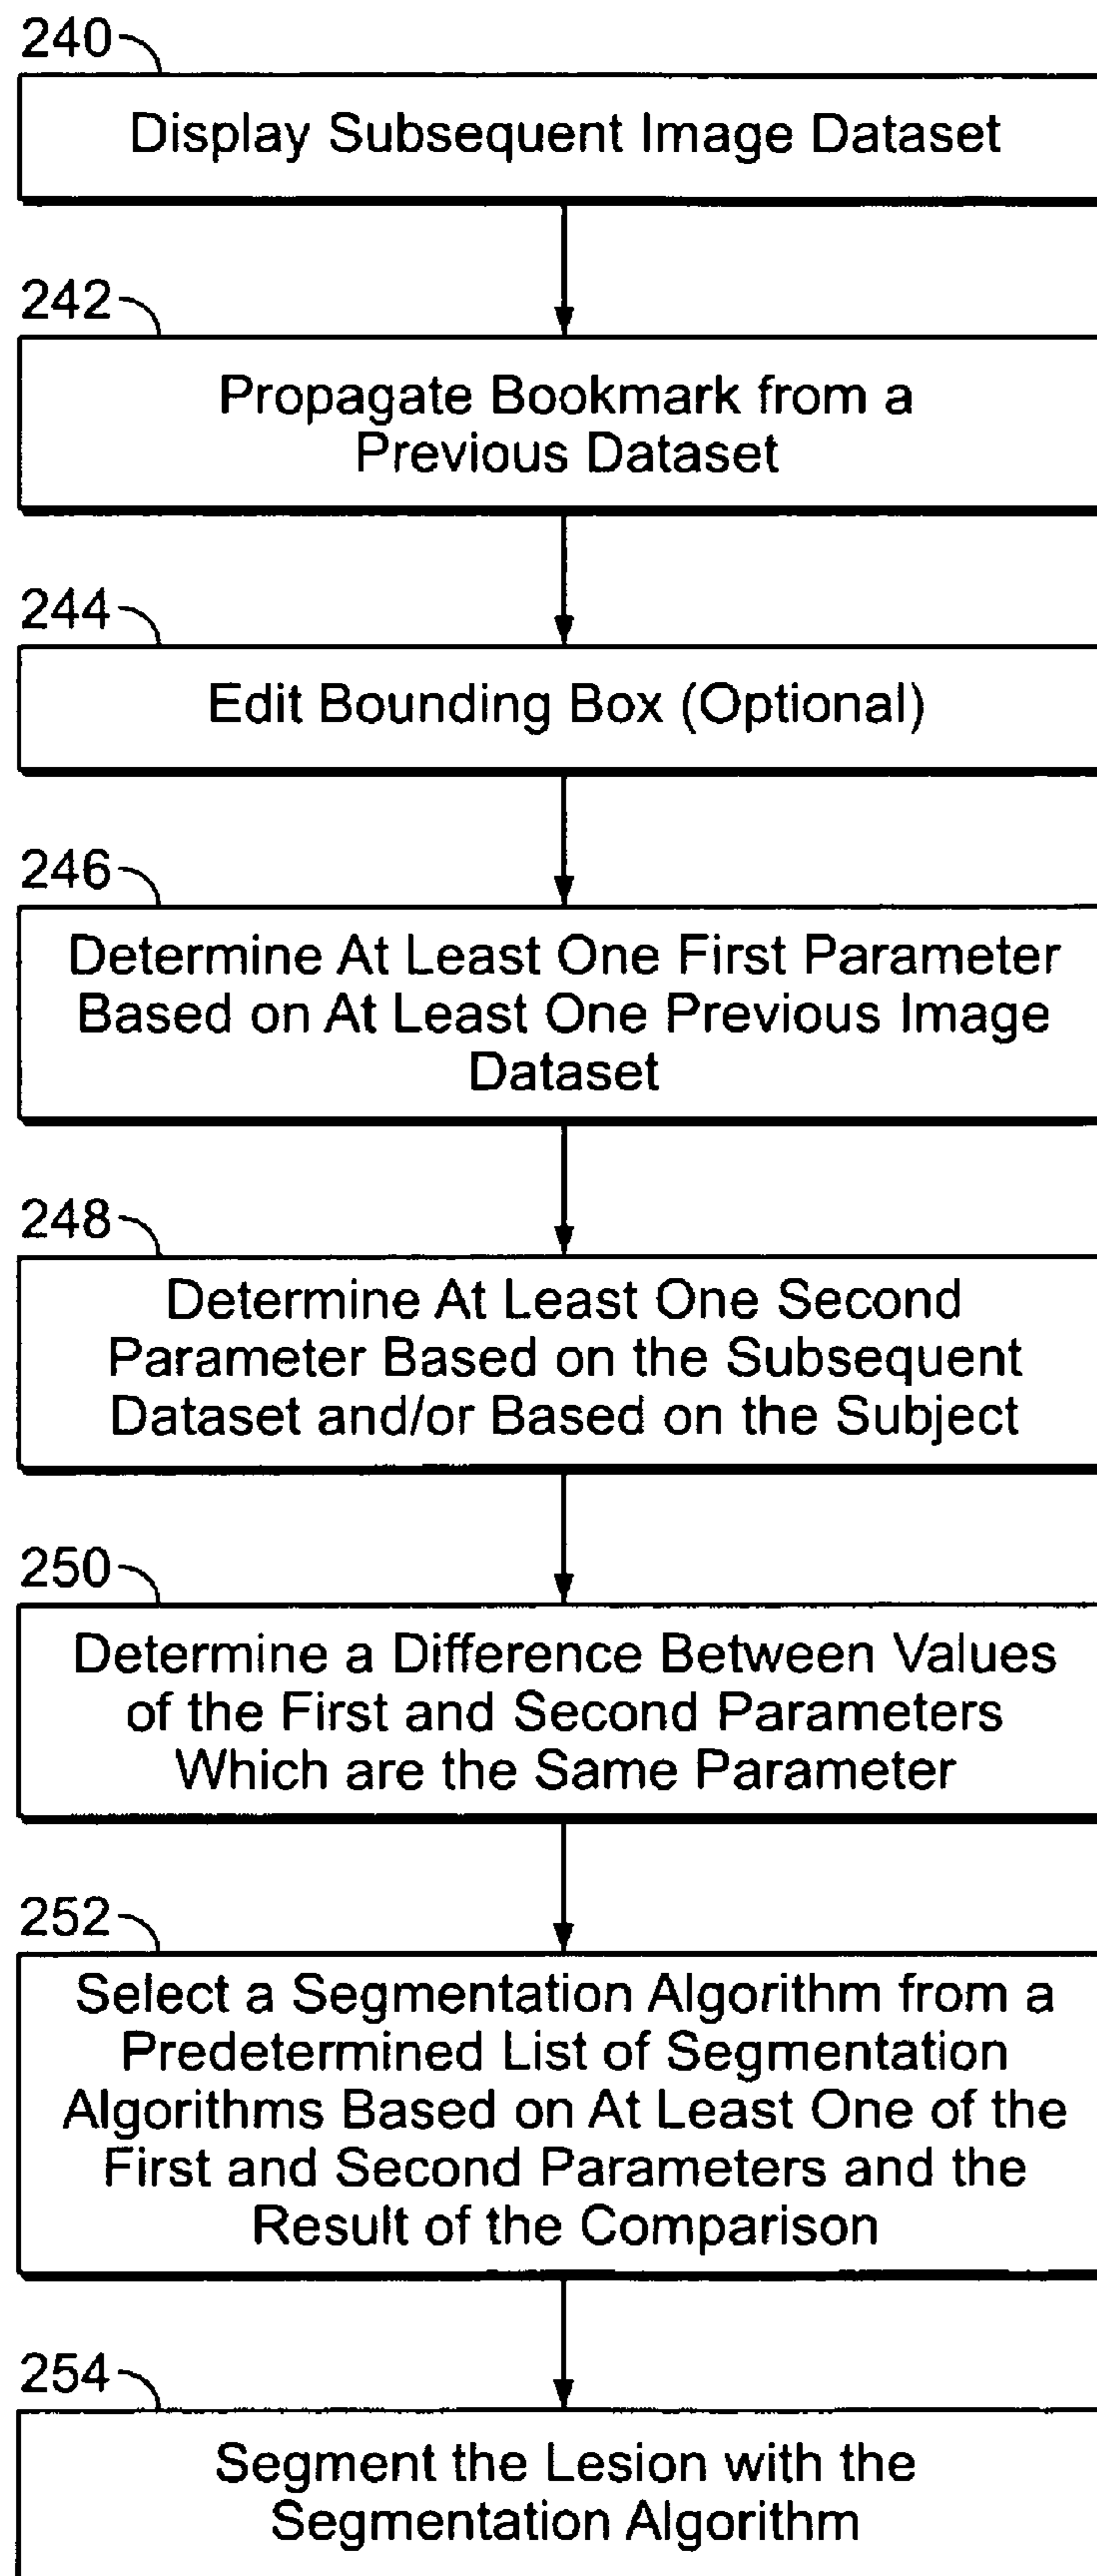 240
Display Subsequent Image Dataset
242
Propagate Bookmark from a
Previous Dataset
244
Edit Bounding Box (Optional)
246
Determine At Least One First Parameter
Based on At Least One Previous Image
Dataset
248
Determine At Least One Second
Parameter Based on the Subsequent
Dataset and/or Based on the Subject
250
Determine a Difference Between Values
of the First and Second Parameters
Which are the Same Parameter
252
Select a Segmentation Algorithm from a
Predetermined List of Segmentation
Algorithms Based on At Least One of the
First and Second Parameters and the
Result of the Comparison
254
Segment the Lesion with the
Segmentation Algorithm